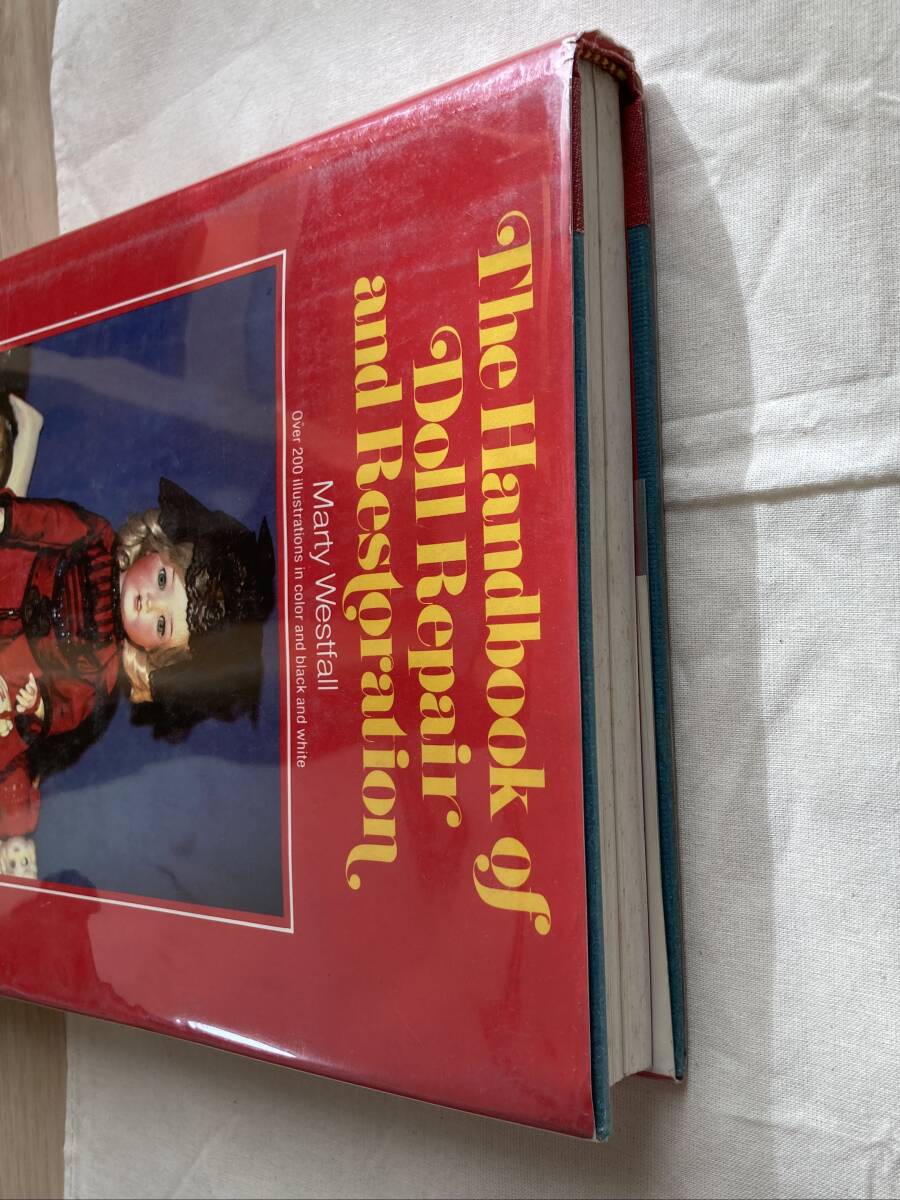 The Handbook of
Doll Repair
and Restoration
Marty Westfall
Over 200 illustrations in color and black and white